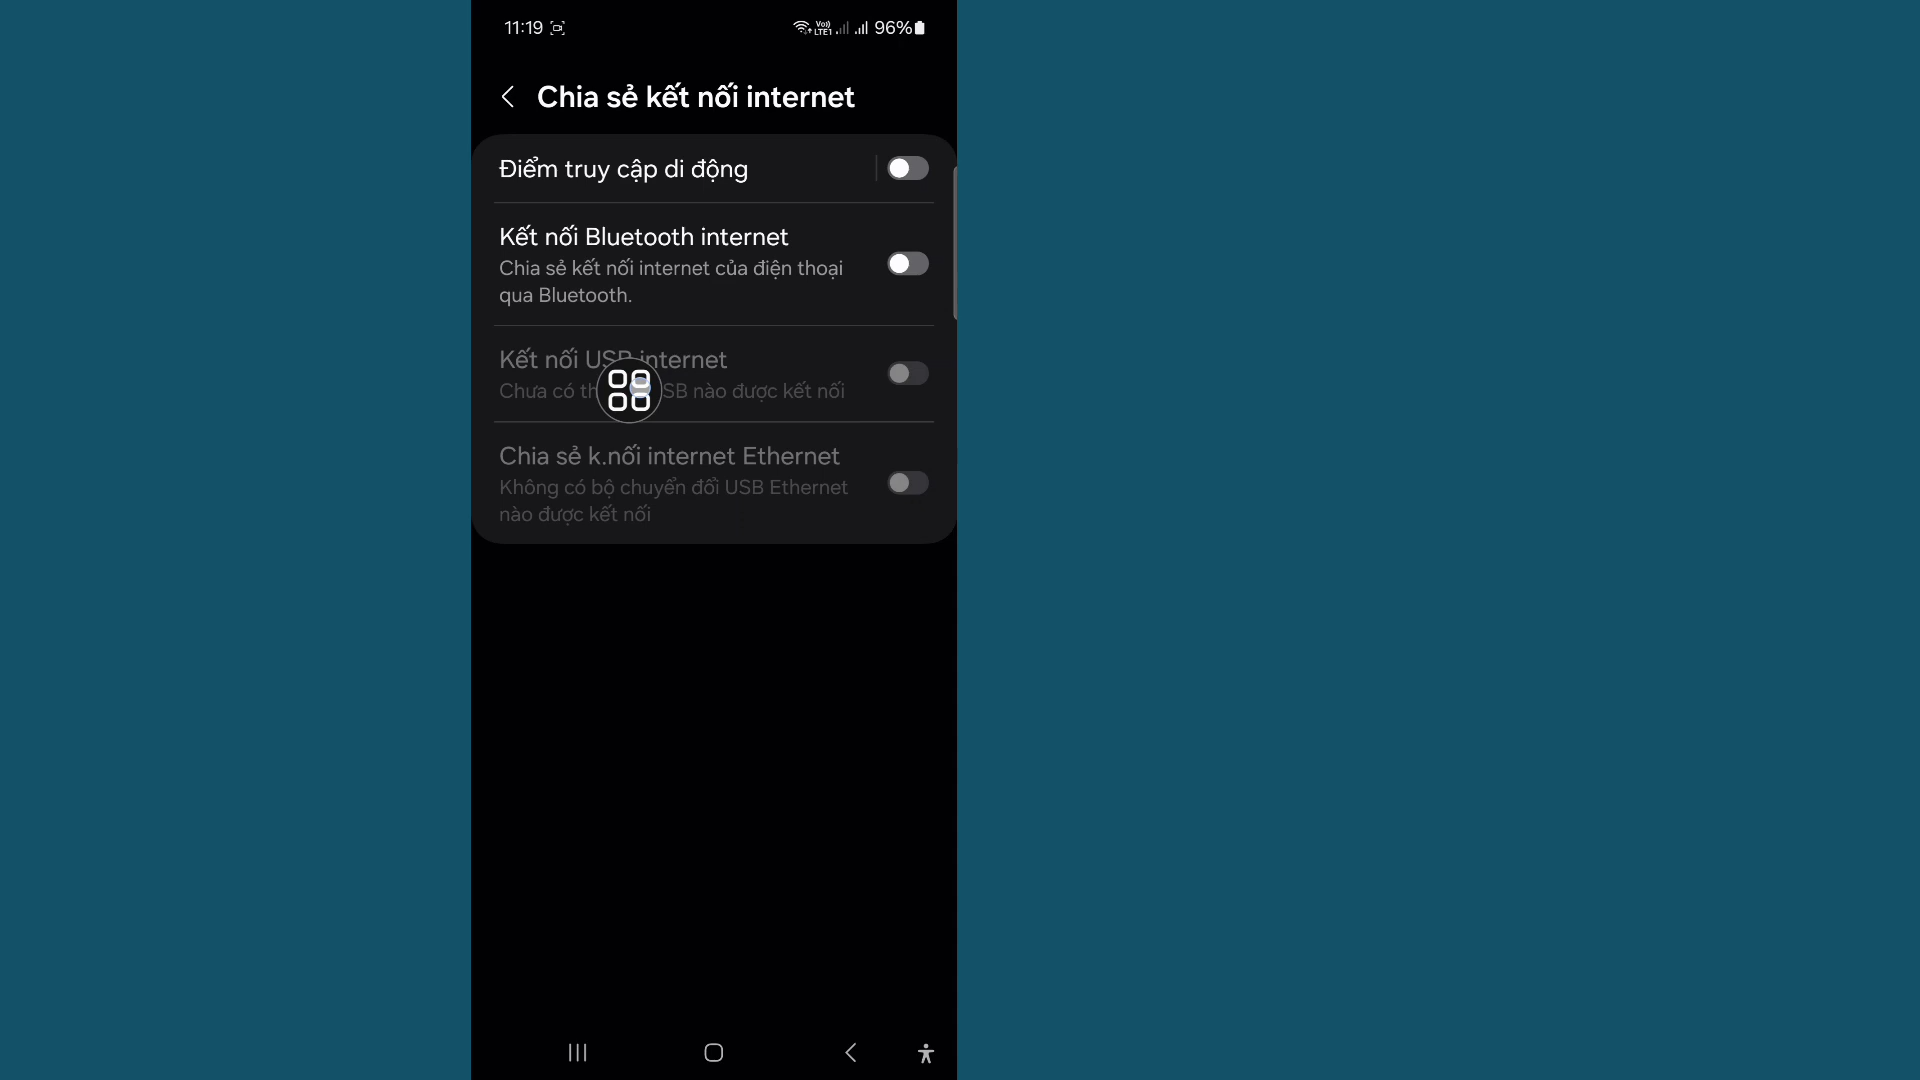 11:19
Vo))
LTE1
96%
Chia sẻ kết nối internet
Điểm truy cập di động
Kết nối Bluetooth internet
Chia sẻ kết nối internet của điện thoại
qua Bluetooth.
Kết nối USB internet
Chưa có SB nào được kết nối
Chia sẻ k.nối internet Ethernet
Không có bộ chuyển đổi USB Ethernet
nào được kết nối